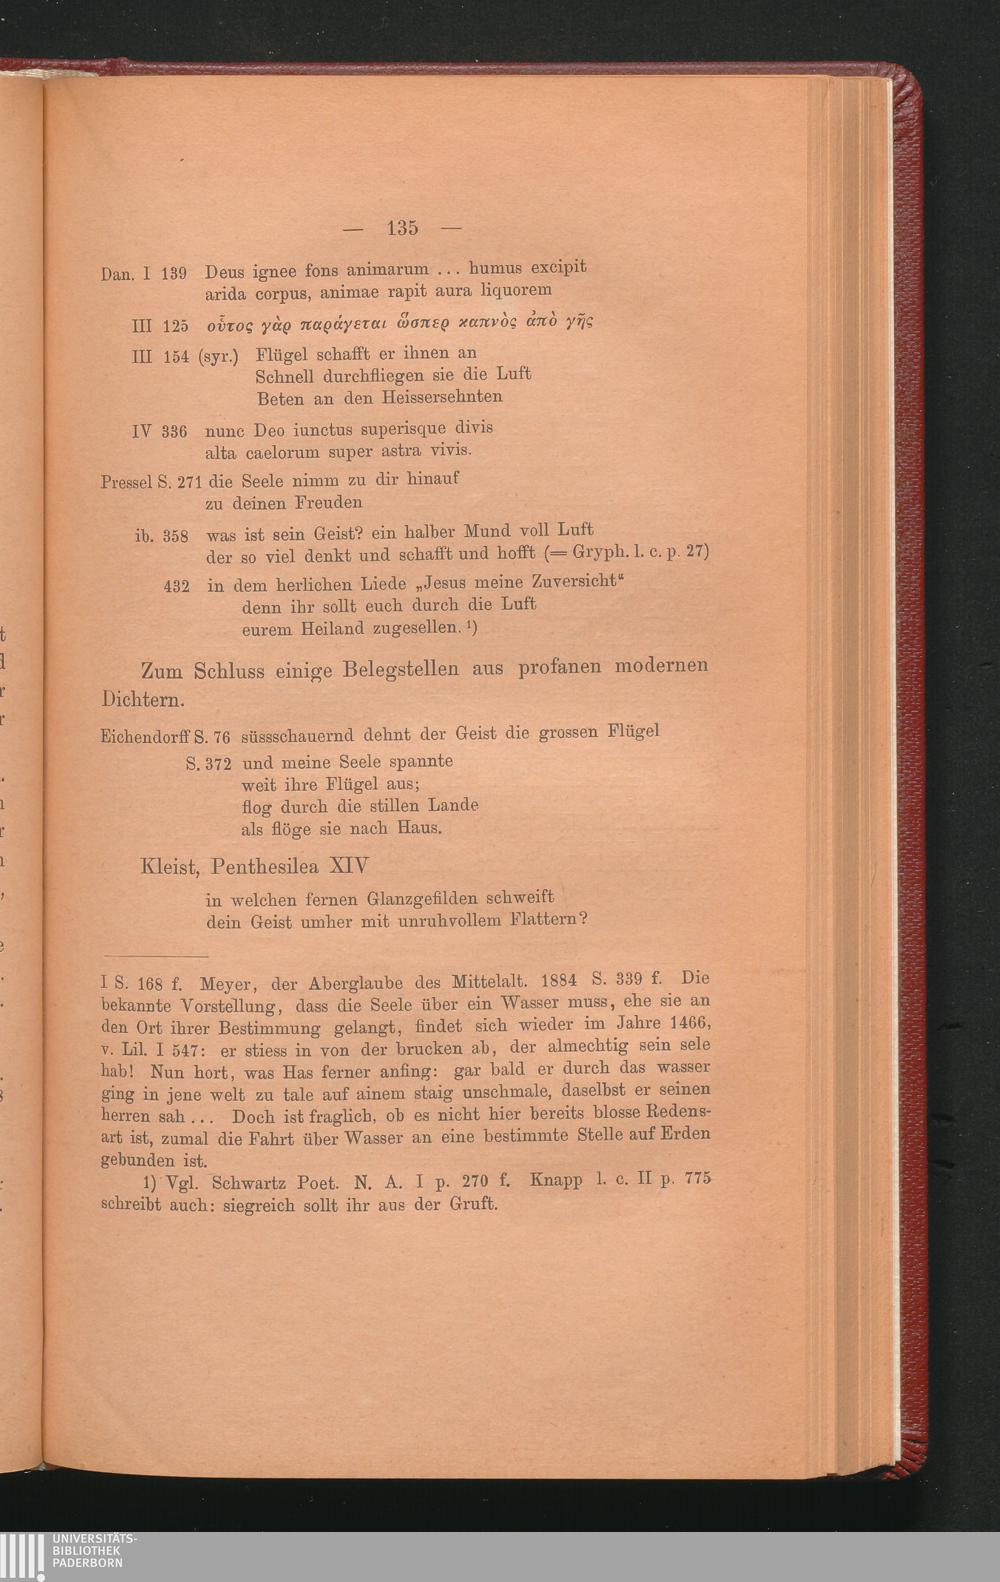 — 135 —
Dan. I 139 Deus ignee fons animarum ... humus excipit
arida corpus, animae rapit aura liquorem
III 125 οὗτος γὰρ παράγεται ὥσπερ καπνὸς ἀπὸ γῆς
III 154 (syr.) Flügel schafft er ihnen an
Schnell durchfliegen sie die Luft
Beten an den Heissersehnten
IV 336 nunc Deo iunctus superisque divis
alta caelorum super astra vivis.
Pressel S. 271 die Seele nimm zu dir hinauf
zu deinen Freuden
ib. 358 was ist sein Geist? ein halber Mund voll Luft
der so viel denkt und schafft und hofft (= Gryph. l. c. p. 27)
432 in dem herlichen Liede „Jesus meine Zuversicht“
denn ihr sollt euch durch die Luft
eurem Heiland zugesellen. ¹)
Zum Schluss einige Belegstellen aus profanen modernen
Dichtern.
Eichendorff S. 76 süssschauernd dehnt der Geist die grossen Flügel
S. 372 und meine Seele spannte
weit ihre Flügel aus;
flog durch die stillen Lande
als flöge sie nach Haus.
Kleist, Penthesilea XIV
in welchen fernen Glanzgefilden schweift
dein Geist umher mit unruhvollem Flattern?
I S. 168 f. Meyer, der Aberglaube des Mittelalt. 1884 S. 339 f. Die
bekannte Vorstellung, dass die Seele über ein Wasser muss, ehe sie an
den Ort ihrer Bestimmung gelangt, findet sich wieder im Jahre 1466,
v. Lil. I 547: er stiess in von der brucken ab, der almechtig sein sele
hab! Nun hort, was Has ferner anfing: gar bald er durch das wasser
ging in jene welt zu tale auf ainem staig unschmale, daselbst er seinen
herren sah ... Doch ist fraglich, ob es nicht hier bereits blosse Redens-
art ist, zumal die Fahrt über Wasser an eine bestimmte Stelle auf Erden
gebunden ist.
1) Vgl. Schwartz Poet. N. A. I p. 270 f. Knapp l. c. II p. 775
schreibt auch: siegreich sollt ihr aus der Gruft.
UNIVERSITÄTS-
BIBLIOTHEK
PADERBORN